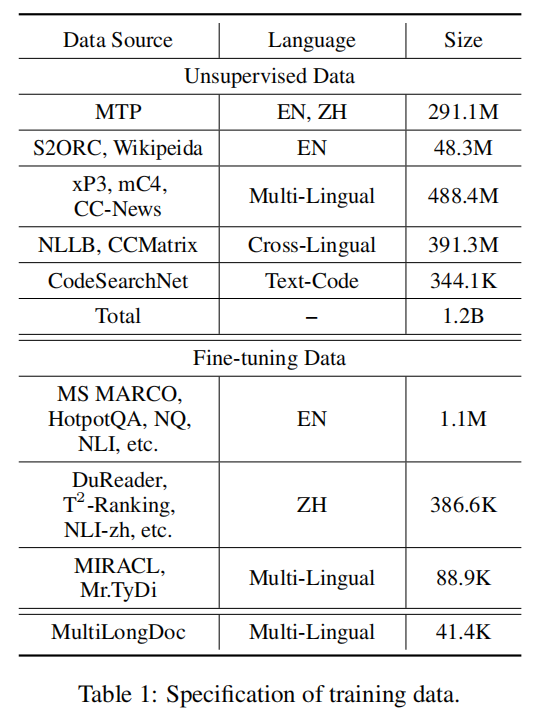 Data Source Language Size
Unsupervised Data
MTP EN, ZH 291.1M
S2ORC, Wikipeida EN 48.3M
xP3, mC4,
CC-News Multi-Lingual 488.4M
NLLB, CCMatrix Cross-Lingual 391.3M
CodeSearchNet Text-Code 344.1K
Total – 1.2B
Fine-tuning Data
MS MARCO,
HotpotQA, NQ, EN 1.1M
NLI, etc.
DuReader,
T²-Ranking, ZH 386.6K
NLI-zh, etc.
MIRACL,
Mr.TyDi Multi-Lingual 88.9K
MultiLongDoc Multi-Lingual 41.4K
Table 1: Specification of training data.